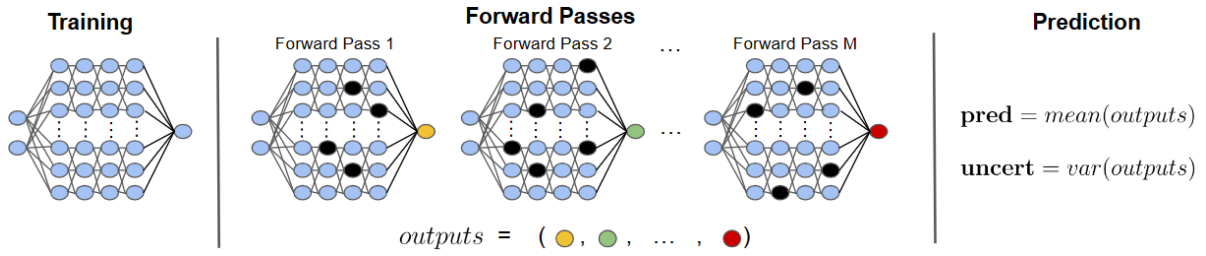 Training
Forward Passes
Prediction
Forward Pass 1
Forward Pass 2
...
Forward Pass M
...
pred = mean(outputs)
uncert = var(outputs)
outputs = ( , , ... , )